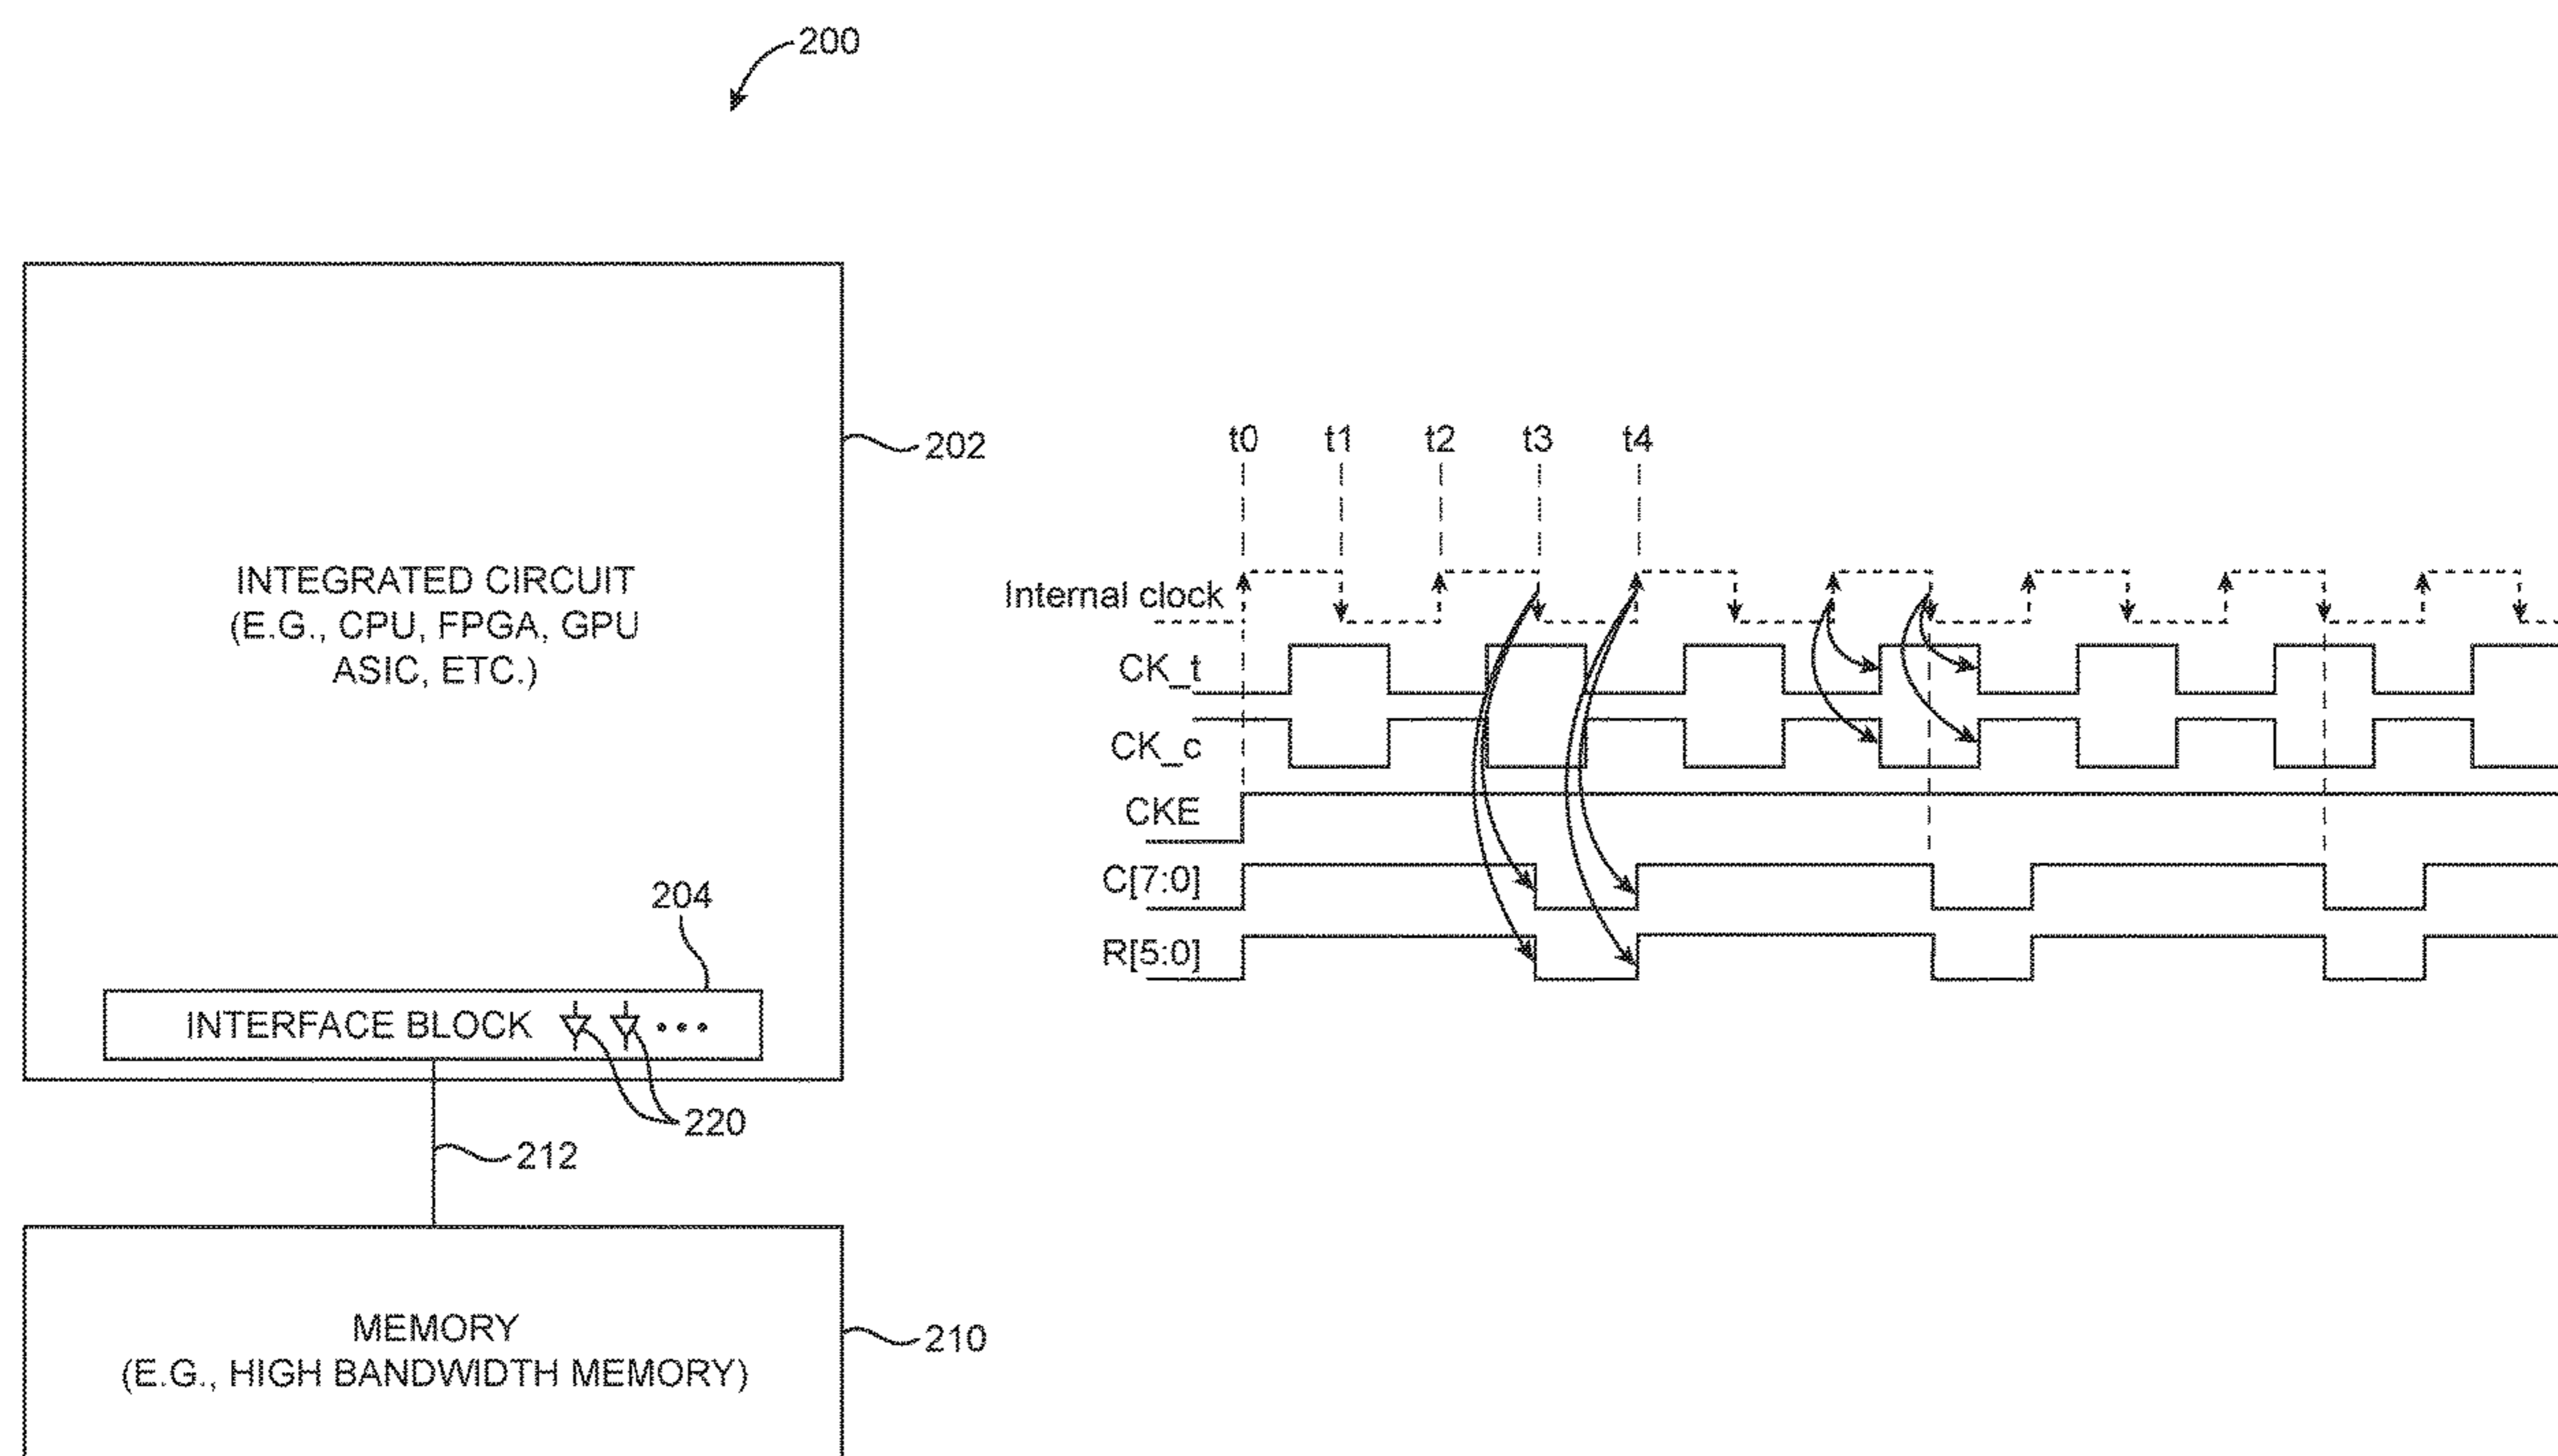 200
202
INTEGRATED CIRCUIT
(E.G., CPU, FPGA, GPU
ASIC, ETC.)
204
INTERFACE BLOCK
220
212
MEMORY
(E.G., HIGH BANDWIDTH MEMORY)
210
t0 t1 t2 t3 t4
Internal clock
CK_t
CK_c
CKE
C[7:0]
R[5:0]